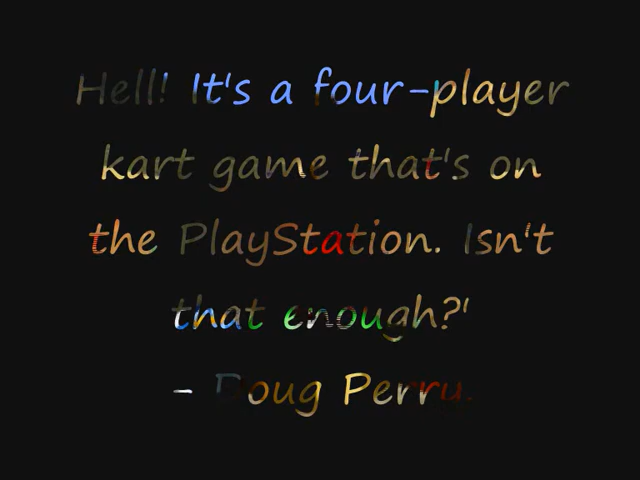 Hell! It's a four-player
kart game that's on
the PlayStation. Isn't
that enough?'
- Doug Perry.